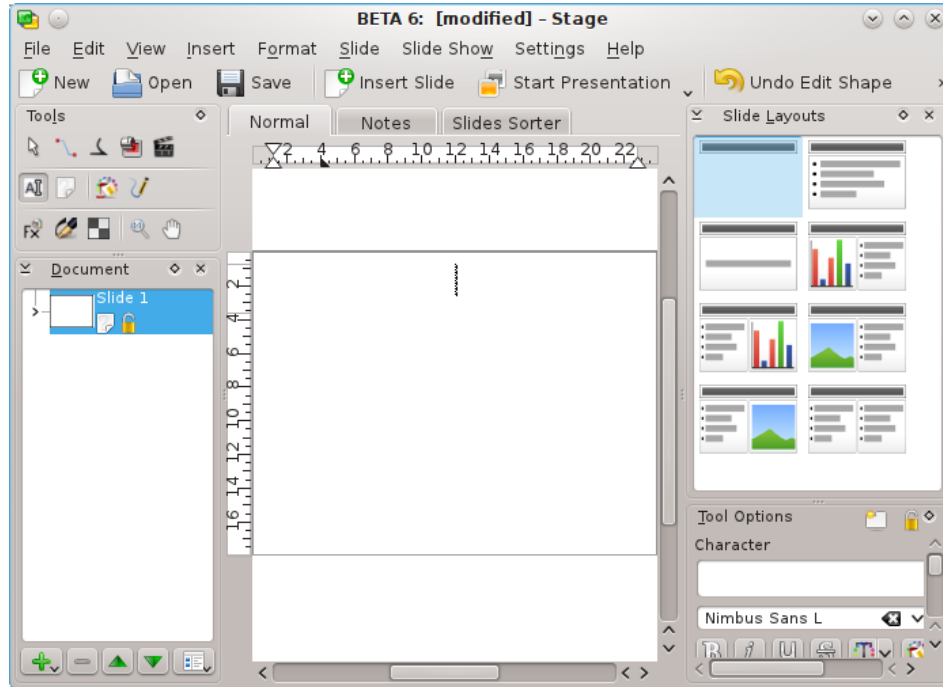 BETA 6:  [modified] – Stage
File Edit View Insert Format Slide Slide Show Settings Help
New Open Save Insert Slide Start Presentation Undo Edit Shape
Tools
Normal Notes Slides Sorter
Slide Layouts
2 4 6 8 10 12 14 16 18 20 22
Document
Slide 1
2 4 6 8 10 12 14 16
Tool Options
Character
Nimbus Sans L
B i U S T